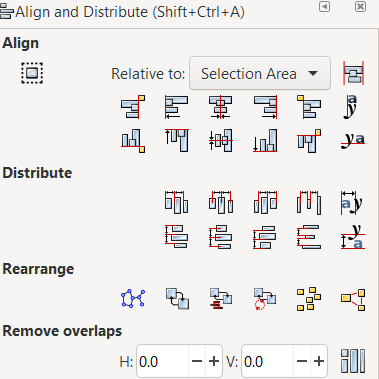 Align and Distribute (Shift+Ctrl+A)
Align
Relative to: Selection Area
a y
y a
Distribute
a y
y a
Rearrange
Remove overlaps
H: 0.0 − + V: 0.0 − +